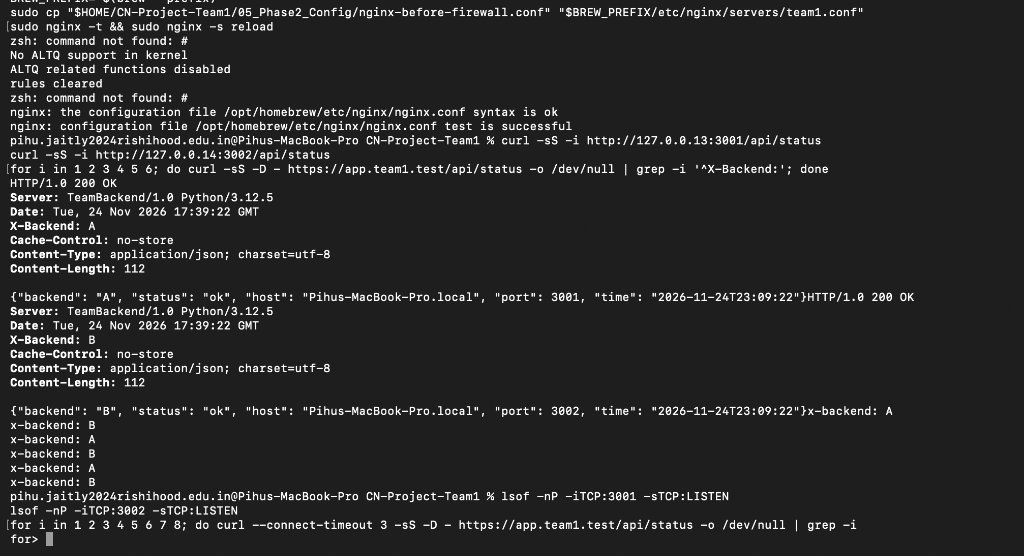 sudo cp "$HOME/CN-Project-Team1/05_Phase2_Config/nginx-before-firewall.conf" "$BREW_PREFIX/etc/nginx/servers/team1.conf"
[sudo nginx -t && sudo nginx -s reload
zsh: command not found: #
No ALTQ support in kernel
ALTQ related functions disabled
rules cleared
zsh: command not found: #
nginx: the configuration file /opt/homebrew/etc/nginx/nginx.conf syntax is ok
nginx: configuration file /opt/homebrew/etc/nginx/nginx.conf test is successful
pihu.jaitly2024rishihood.edu.in@Pihus-MacBook-Pro CN-Project-Team1 % curl -sS -i http://127.0.0.13:3001/api/status
curl -sS -i http://127.0.0.14:3002/api/status
[for i in 1 2 3 4 5 6; do curl -sS -D - https://app.team1.test/api/status -o /dev/null | grep -i '^X-Backend:'; done
HTTP/1.0 200 OK
Server: TeamBackend/1.0 Python/3.12.5
Date: Tue, 24 Nov 2026 17:39:22 GMT
X-Backend: A
Cache-Control: no-store
Content-Type: application/json; charset=utf-8
Content-Length: 112
{"backend": "A", "status": "ok", "host": "Pihus-MacBook-Pro.local", "port": 3001, "time": "2026-11-24T23:09:22"}HTTP/1.0 200 OK
Server: TeamBackend/1.0 Python/3.12.5
Date: Tue, 24 Nov 2026 17:39:22 GMT
X-Backend: B
Cache-Control: no-store
Content-Type: application/json; charset=utf-8
Content-Length: 112
{"backend": "B", "status": "ok", "host": "Pihus-MacBook-Pro.local", "port": 3002, "time": "2026-11-24T23:09:22"}x-backend: A
x-backend: B
x-backend: A
x-backend: B
x-backend: A
x-backend: B
pihu.jaitly2024rishihood.edu.in@Pihus-MacBook-Pro CN-Project-Team1 % lsof -nP -iTCP:3001 -sTCP:LISTEN
lsof -nP -iTCP:3002 -sTCP:LISTEN
[for i in 1 2 3 4 5 6 7 8; do curl --connect-timeout 3 -sS -D - https://app.team1.test/api/status -o /dev/null | grep -i
for>